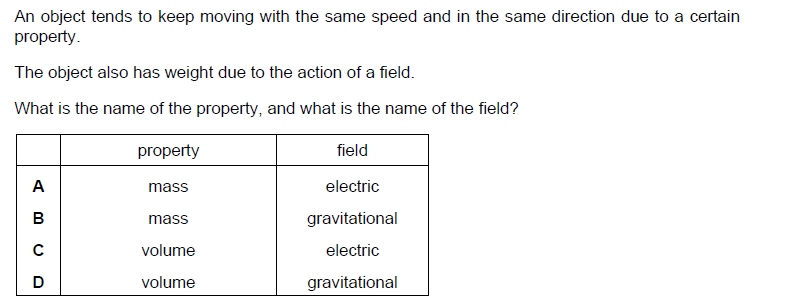 An object tends to keep moving with the same speed and in the same direction due to a certain
property.
The object also has weight due to the action of a field.
What is the name of the property, and what is the name of the field?
property field
A mass electric
B mass gravitational
C volume electric
D volume gravitational